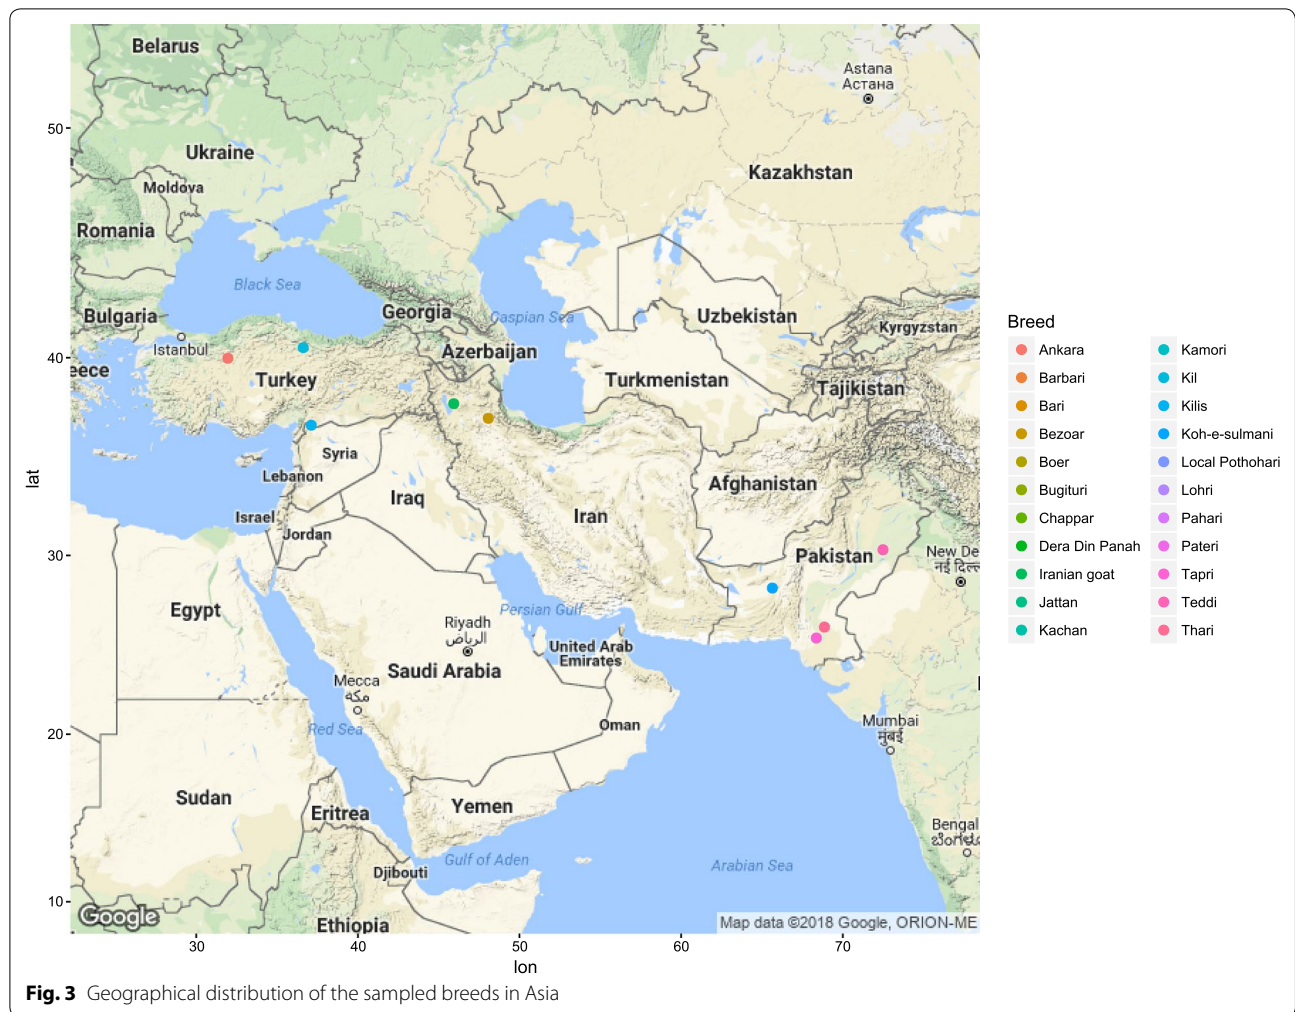 Belarus
Astana
Астана
50
Ukraine
Kazakhstan
Moldova
Romania
Black Sea
Bulgaria
Georgia
Caspian Sea
Uzbekistan
Kyrgyzstan
Istanbul
Azerbaijan
40
eece
Turkey
Turkmenistan
Tajikistan
Syria
Lebanon
Afghanistan
Iraq
Israel
Iran
Jordan
30
Pakistan
New De
नई दिल्ल
Egypt
Persian Gulf
Riyadh
الرياض
United Arab
Emirates
Saudi Arabia
Mecca
مكة
Red Sea
Oman
Mumbai
मुंबई
20
Sudan
Eritrea
Yemen
Bengal
Gulf of Aden
Arabian Sea
Djibouti
10
Google
Ethiopia
Map data ©2018 Google, ORION-ME
30 40 50 60 70
lon
lat
Breed
Ankara
Barbari
Bari
Bezoar
Boer
Bugituri
Chappar
Dera Din Panah
Iranian goat
Jattan
Kachan
Kamori
Kil
Kilis
Koh-e-sulmani
Local Pothohari
Lohri
Pahari
Pateri
Tapri
Teddi
Thari
Fig. 3 Geographical distribution of the sampled breeds in Asia